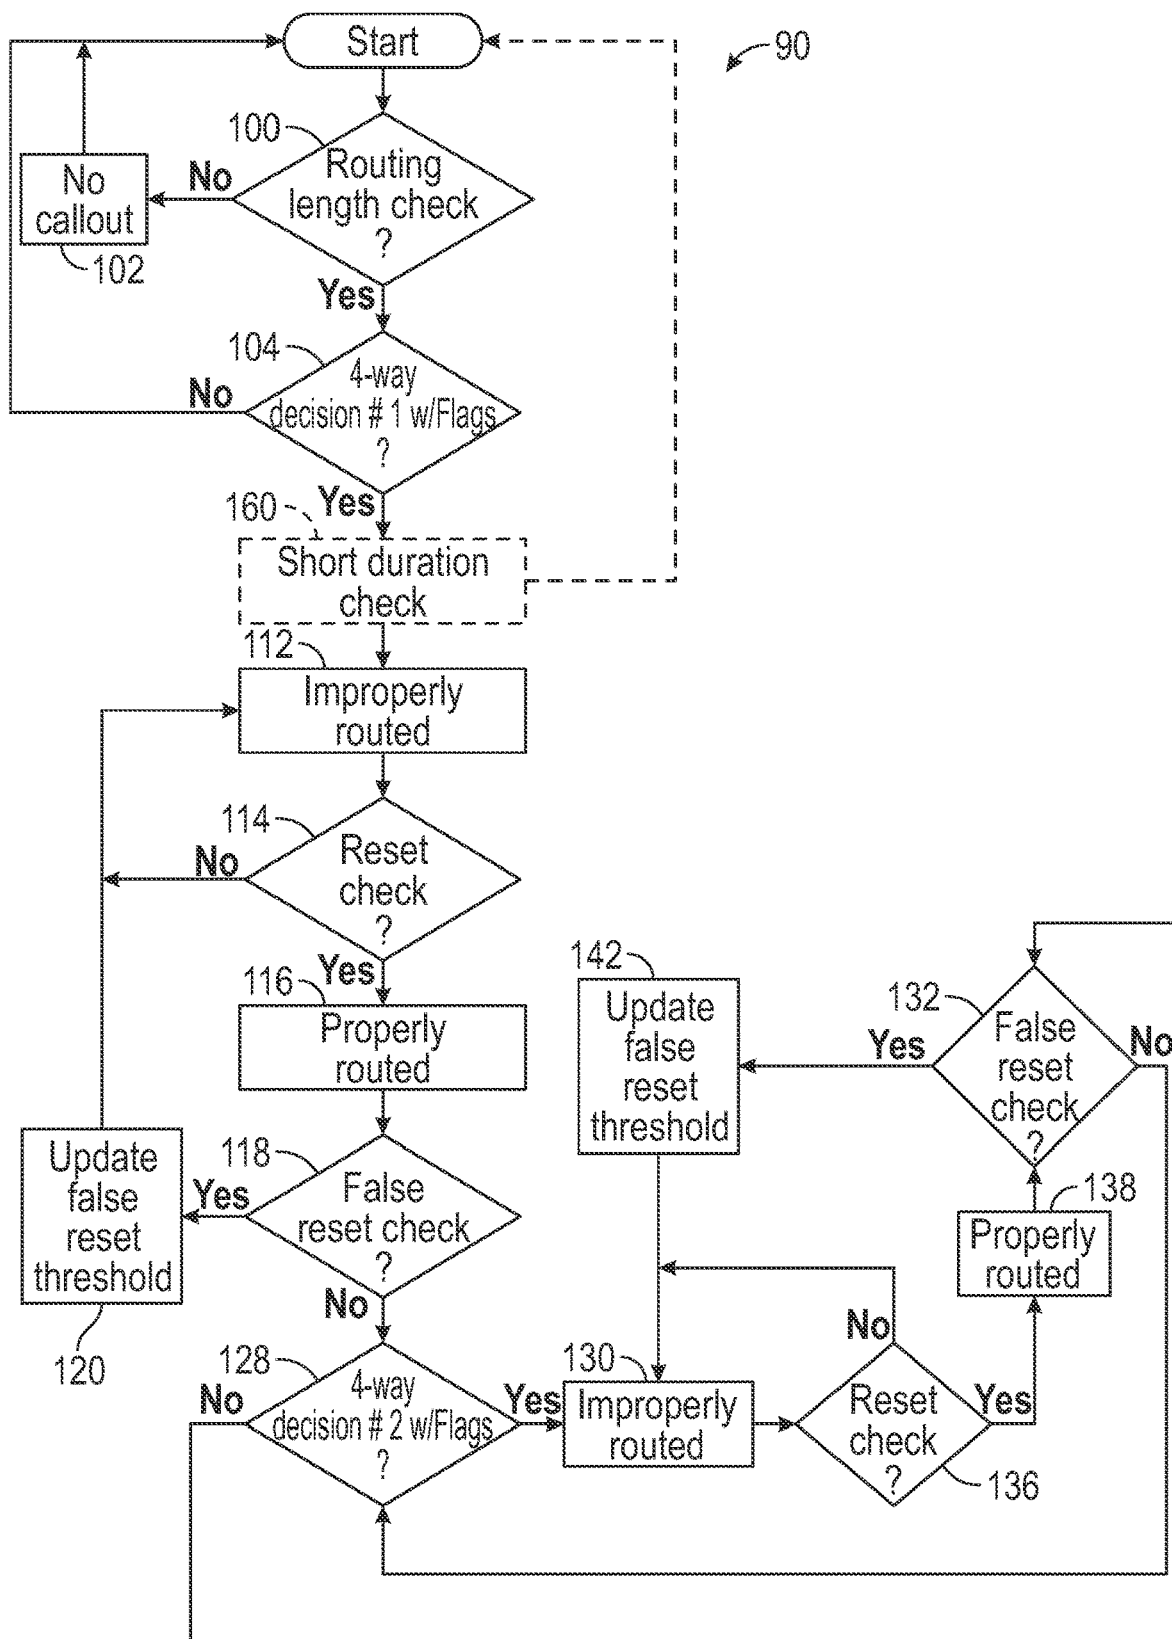 Start
90
100
Routing
length check
?
No
No
callout
102
Yes
104
4-way
decision # 1 w/Flags
?
No
Yes
160
Short duration
check
112
Improperly
routed
114
Reset
check
?
No
Yes
116
Properly
routed
118
False
reset check
?
Yes
Update
false
reset
threshold
120
No
128
4-way
decision # 2 w/Flags
?
No
Yes
130
Improperly
routed
Reset
check
?
136
No
Yes
138
Properly
routed
132
False
reset
check
?
No
Yes
142
Update
false
reset
threshold